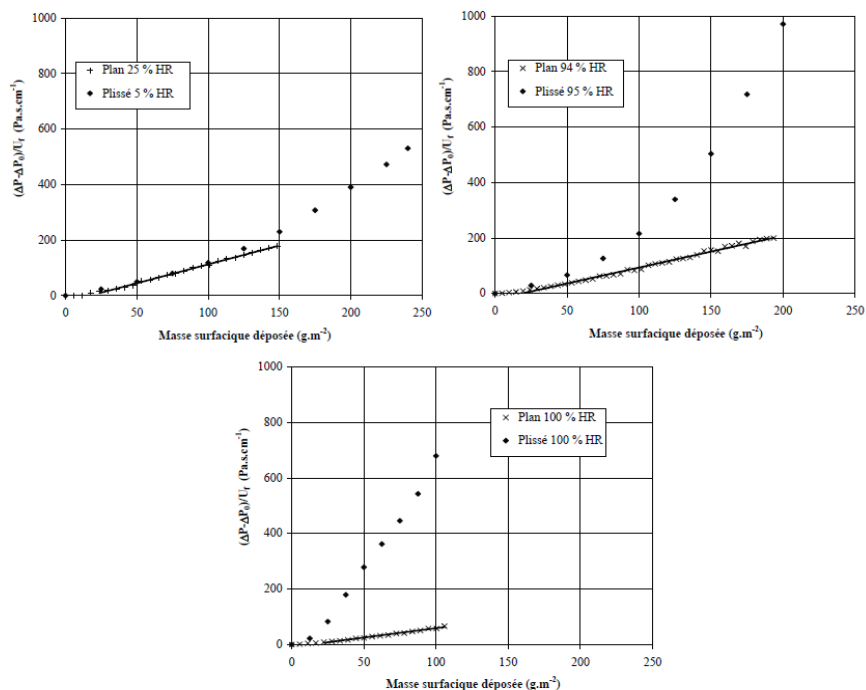 1000
800
600
400
200
0
(ΔP-ΔP₀)/U_f (Pa.s.cm⁻¹)
Plan 25 % HR
Plissé 5 % HR
0 50 100 150 200 250
Masse surfacique déposée (g.m⁻²)
1000
800
600
400
200
0
(ΔP-ΔP₀)/U_f (Pa.s.cm⁻¹)
Plan 94 % HR
Plissé 95 % HR
0 50 100 150 200 250
Masse surfacique déposée (g.m⁻²)
1000
800
600
400
200
0
(ΔP-ΔP₀)/U_f (Pa.s.cm⁻¹)
Plan 100 % HR
Plissé 100 % HR
0 50 100 150 200 250
Masse surfacique déposée (g.m⁻²)